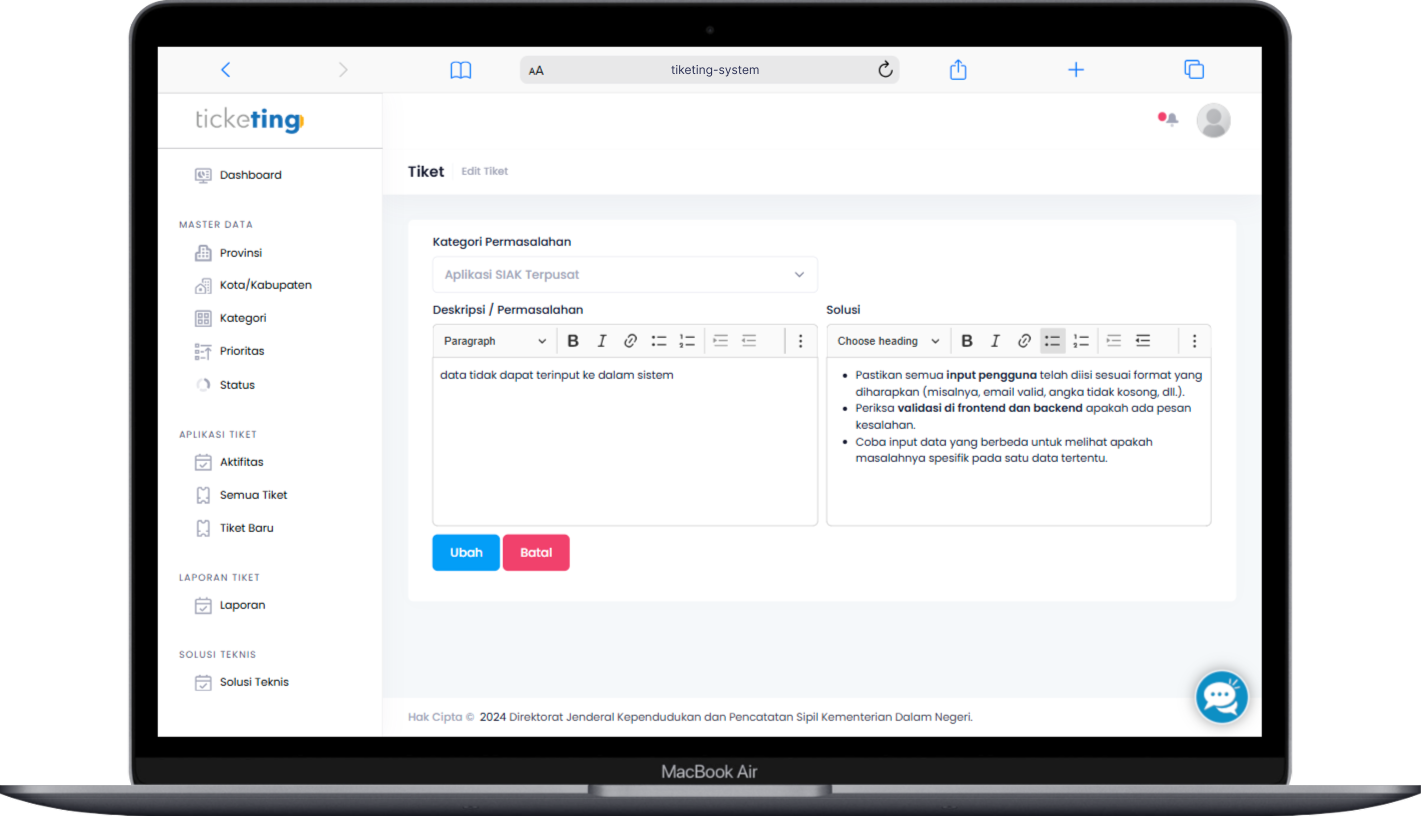 AA
tiketing-system
ticketing
Dashboard
MASTER DATA
Provinsi
Kota/Kabupaten
Kategori
Prioritas
Status
APLIKASI TIKET
Aktifitas
Semua Tiket
Tiket Baru
LAPORAN TIKET
Laporan
SOLUSI TEKNIS
Solusi Teknis
Tiket
Edit Tiket
Kategori Permasalahan
Aplikasi SIAK Terpusat
Deskripsi / Permasalahan
Paragraph
B I
data tidak dapat terinput ke dalam sistem
Solusi
Choose heading
B I
• Pastikan semua input pengguna telah diisi sesuai format yang
diharapkan (misalnya, email valid, angka tidak kosong, dll.).
• Periksa validasi di frontend dan backend apakah ada pesan
kesalahan.
• Coba input data yang berbeda untuk melihat apakah
masalahnya spesifik pada satu data tertentu.
Ubah
Batal
Hak Cipta © 2024 Direktorat Jenderal Kependudukan dan Pencatatan Sipil Kementerian Dalam Negeri.
MacBook Air